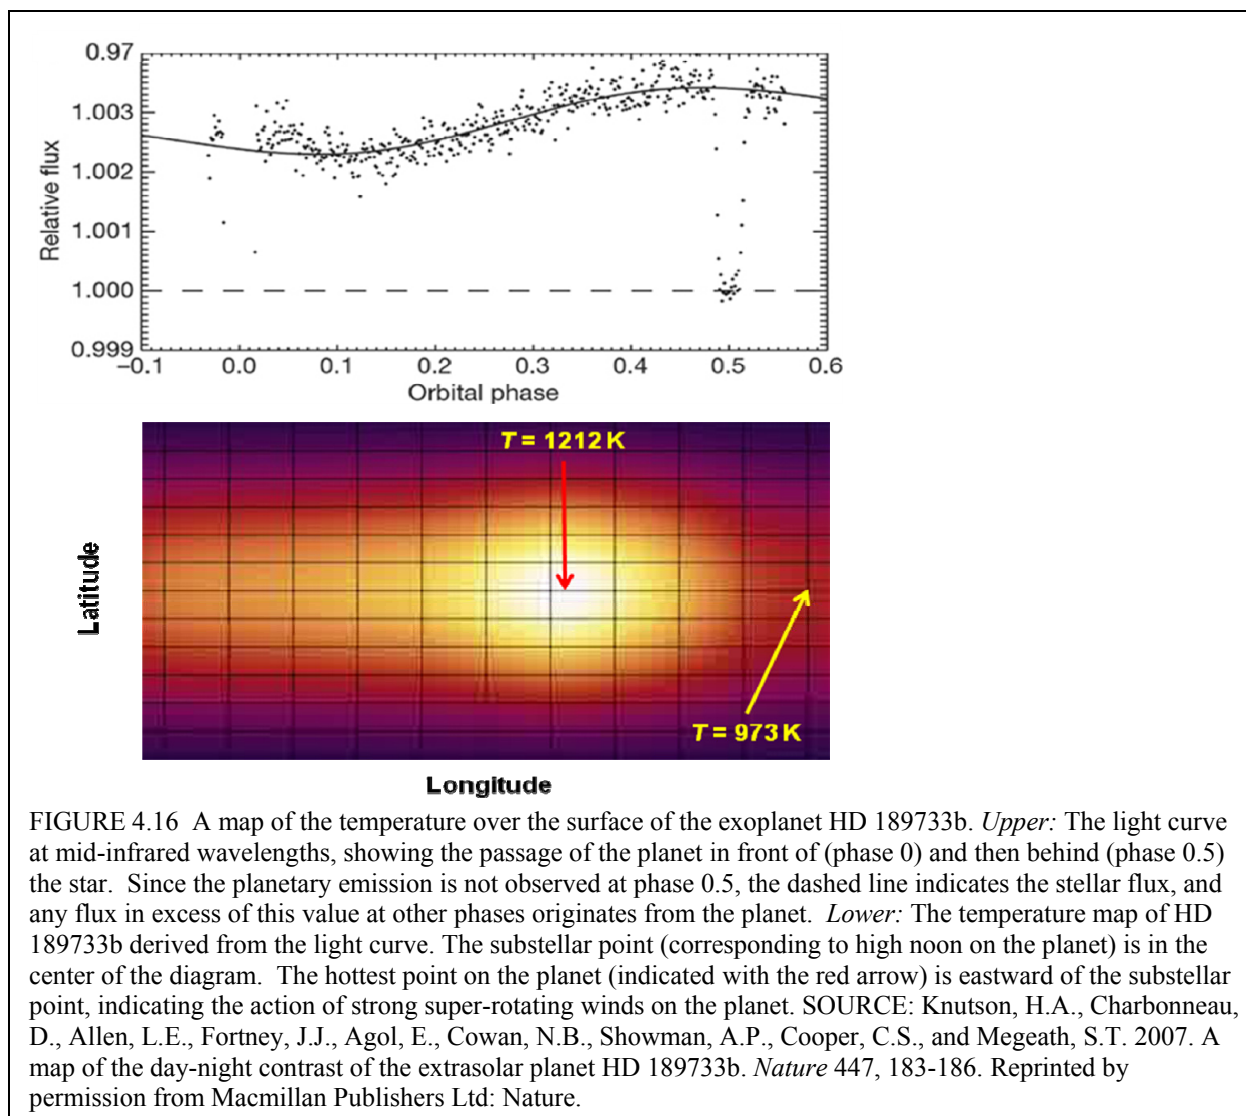 0.97
1.003
1.002
1.001
1.000
0.999
Relative flux
−0.1 0.0 0.1 0.2 0.3 0.4 0.5 0.6
Orbital phase
T = 1212 K
Latitude
T = 973 K
Longitude
FIGURE 4.16 A map of the temperature over the surface of the exoplanet HD 189733b. Upper: The light curve
at mid-infrared wavelengths, showing the passage of the planet in front of (phase 0) and then behind (phase 0.5)
the star. Since the planetary emission is not observed at phase 0.5, the dashed line indicates the stellar flux, and
any flux in excess of this value at other phases originates from the planet. Lower: The temperature map of HD
189733b derived from the light curve. The substellar point (corresponding to high noon on the planet) is in the
center of the diagram. The hottest point on the planet (indicated with the red arrow) is eastward of the substellar
point, indicating the action of strong super-rotating winds on the planet. SOURCE: Knutson, H.A., Charbonneau,
D., Allen, L.E., Fortney, J.J., Agol, E., Cowan, N.B., Showman, A.P., Cooper, C.S., and Megeath, S.T. 2007. A
map of the day-night contrast of the extrasolar planet HD 189733b. Nature 447, 183-186. Reprinted by
permission from Macmillan Publishers Ltd: Nature.